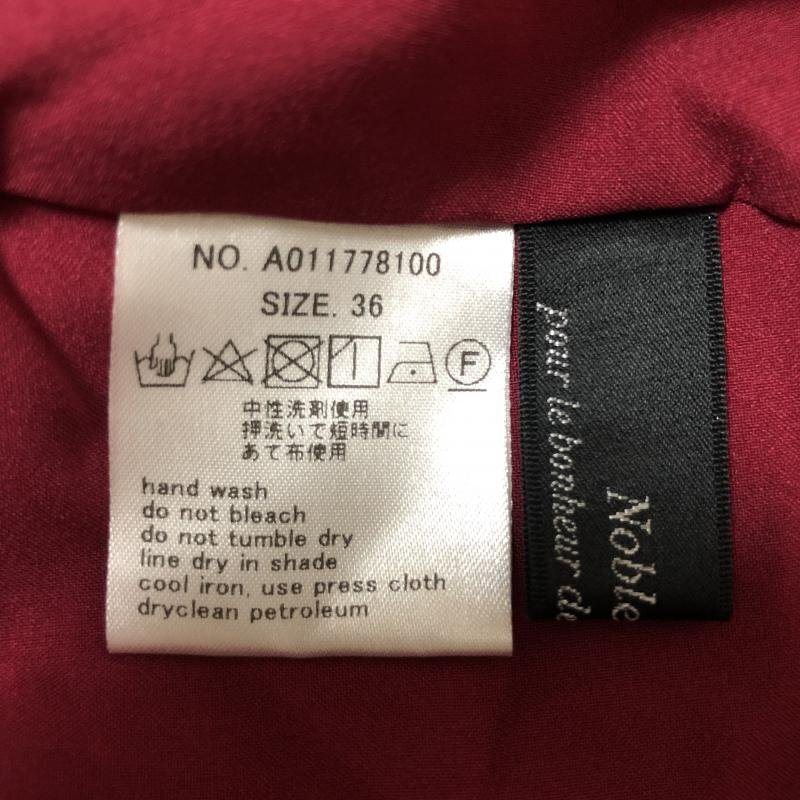 NO. A011778100
SIZE. 36
F
中性洗剤使用
押洗いで短時間に
あて布使用
hand wash
do not bleach
do not tumble dry
line dry in shade
cool iron, use press cloth
dryclean petroleum
Noble
pour le bonheur de